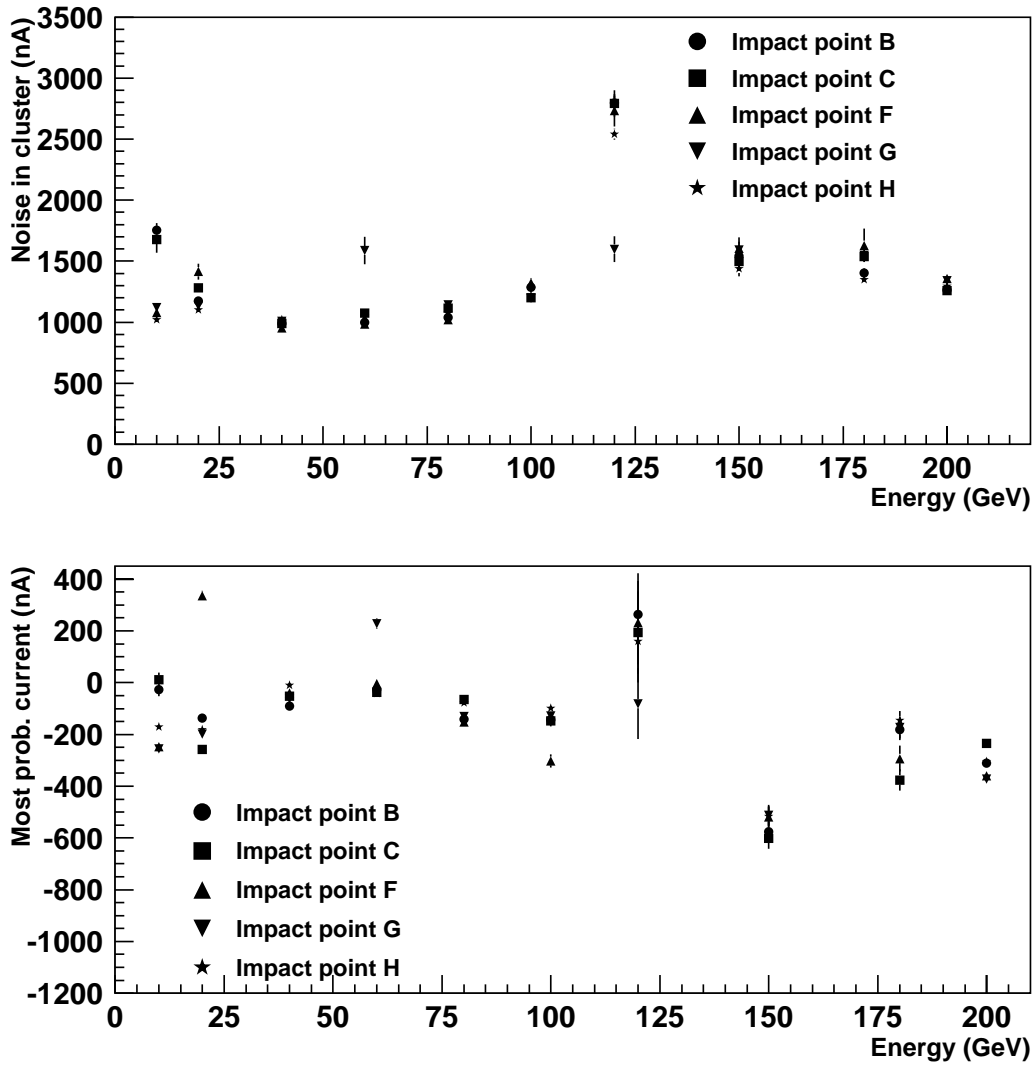 Noise in cluster (nA)
3500
3000
2500
2000
1500
1000
500
0
Impact point B
Impact point C
Impact point F
Impact point G
Impact point H
0 25 50 75 100 125 150 175 200
Energy (GeV)
Most prob. current (nA)
400
200
0
-200
-400
-600
-800
-1000
-1200
Impact point B
Impact point C
Impact point F
Impact point G
Impact point H
0 25 50 75 100 125 150 175 200
Energy (GeV)